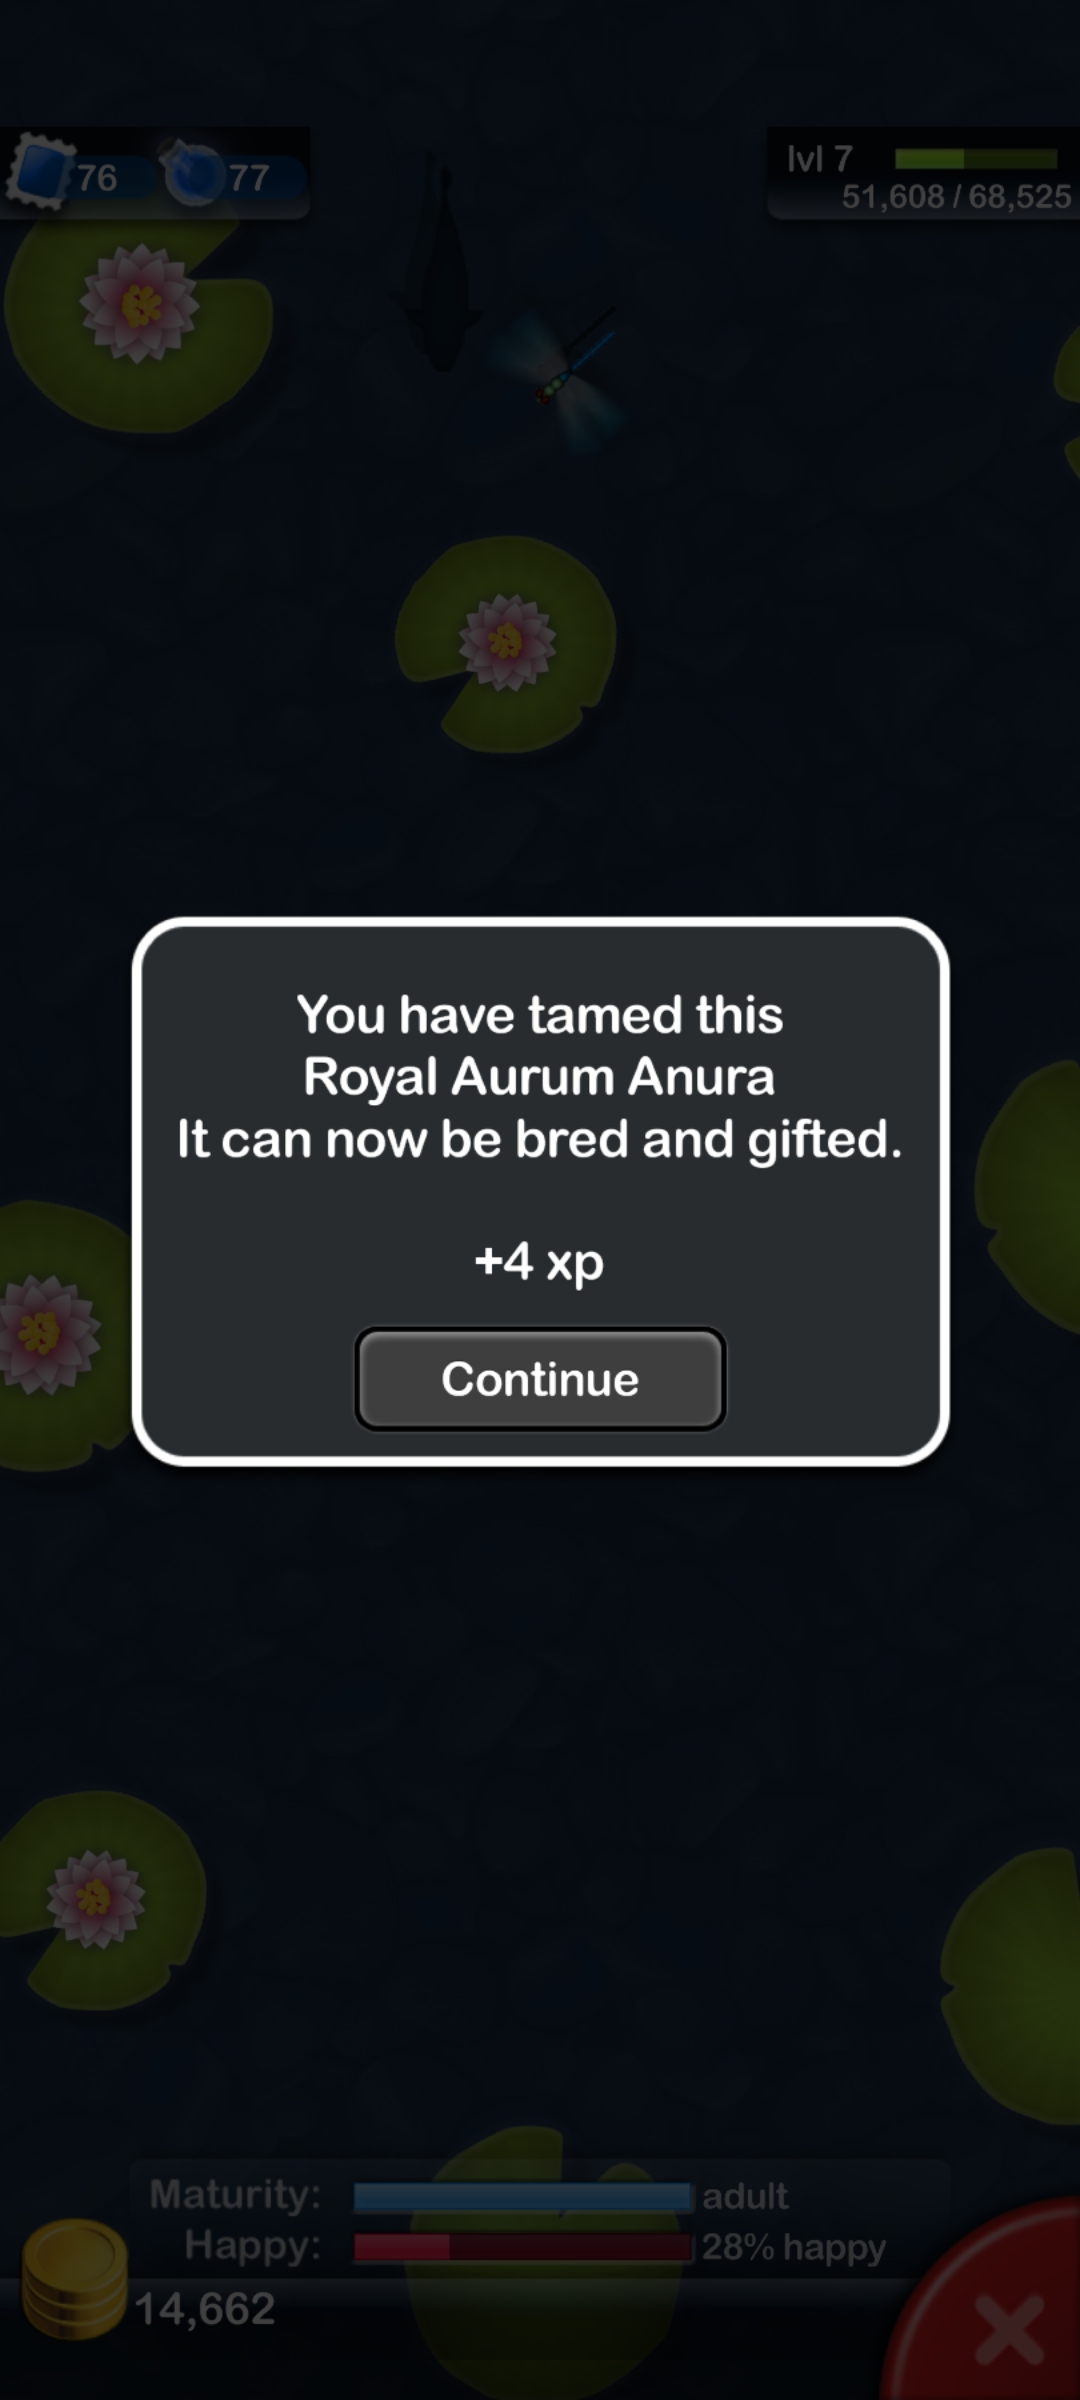 76
77
lvl 7
51,608 / 68,525
You have tamed this
Royal Aurum Anura
It can now be bred and gifted.
+4 xp
Continue
Maturity: adult
Happy: 28% happy
14,662